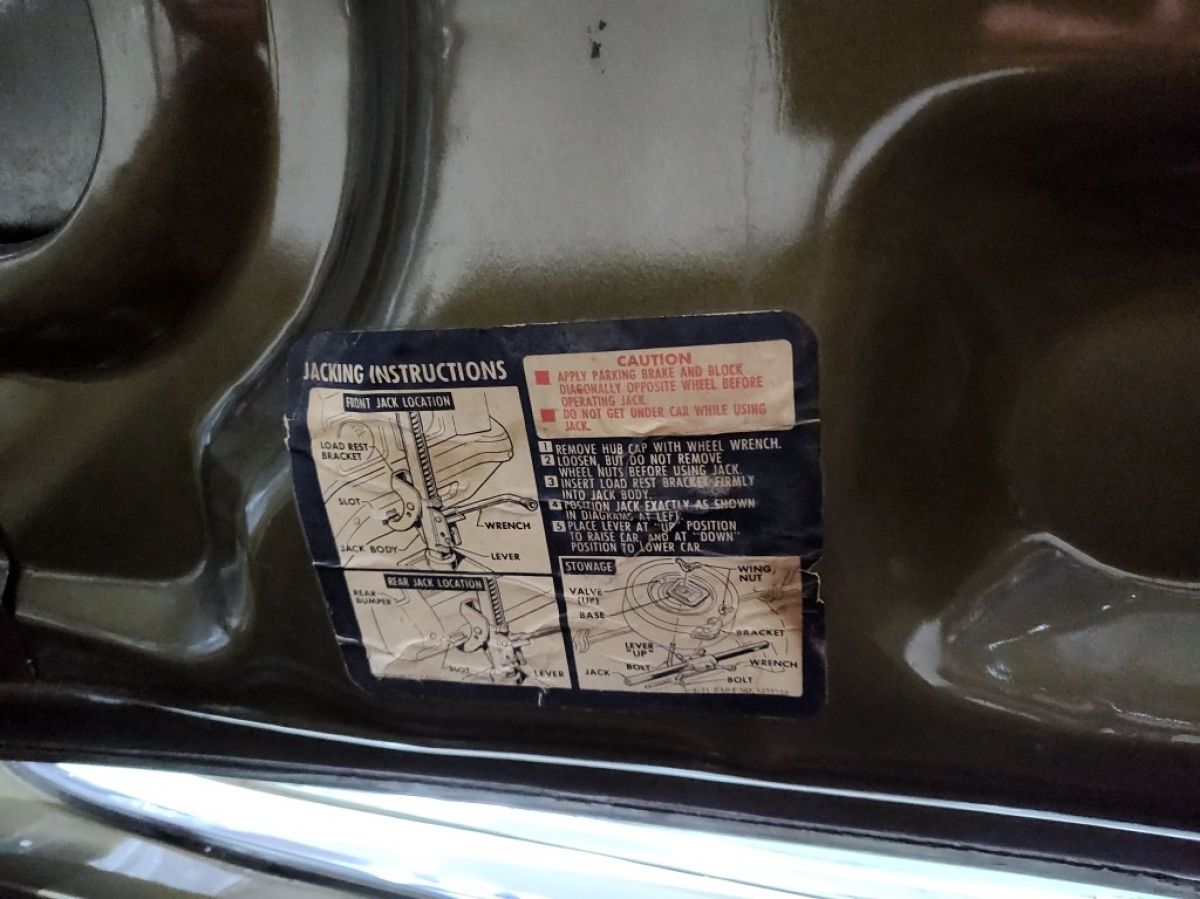 JACKING INSTRUCTIONS
FRONT JACK LOCATION
LOAD REST
BRACKET
SLOT
WRENCH
JACK BODY
LEVER
REAR JACK LOCATION
REAR
BUMPER
SLOT
LEVER
CAUTION
APPLY PARKING BRAKE AND BLOCK
DIAGONALLY OPPOSITE WHEEL BEFORE
OPERATING JACK.
DO NOT GET UNDER CAR WHILE USING
JACK.
1 REMOVE HUB CAP WITH WHEEL WRENCH.
2 LOOSEN, BUT DO NOT REMOVE
WHEEL NUTS BEFORE USING JACK.
3 INSERT LOAD REST BRACKET FIRMLY
INTO JACK BODY.
4 POSITION JACK EXACTLY AS SHOWN
IN DIAGRAMS AT LEFT.
5 PLACE LEVER AT "UP" POSITION
TO RAISE CAR, AND AT "DOWN"
POSITION TO LOWER CAR.
STOWAGE
WING
NUT
VALVE
(UP)
BASE
BRACKET
LEVER
"UP"
WRENCH
JACK
BOLT
BOLT
PART NO.